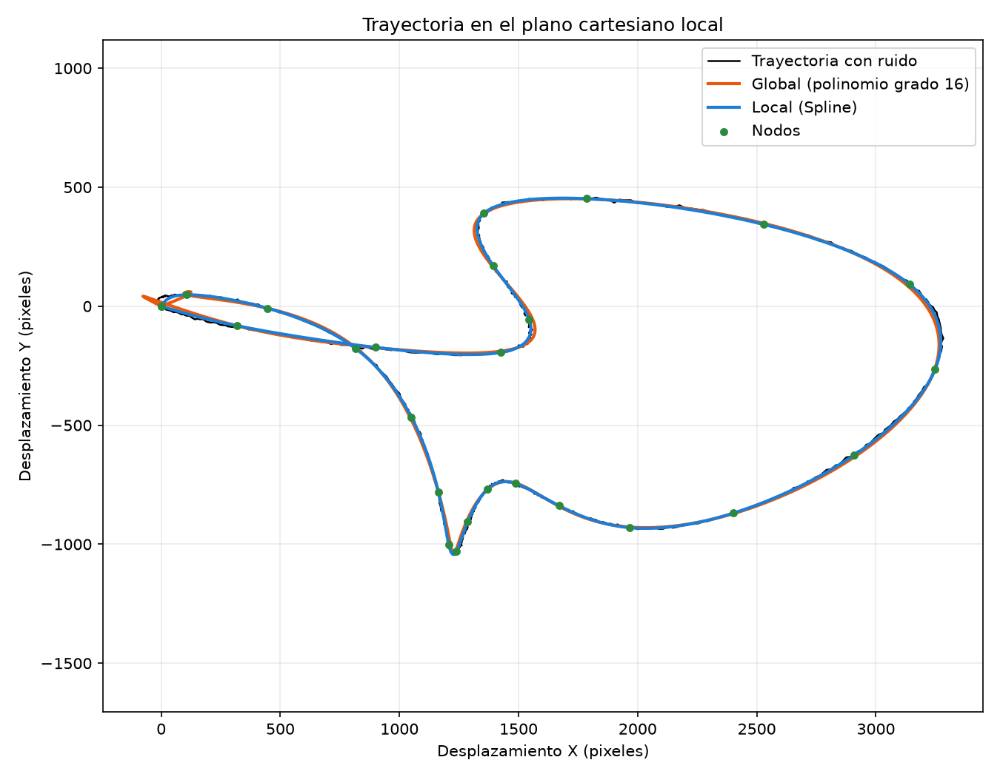 Trayectoria en el plano cartesiano local
Trayectoria con ruido
Global (polinomio grado 16)
Local (Spline)
Nodos
1000
500
0
−500
−1000
−1500
Desplazamiento Y (pixeles)
0
500
1000
1500
2000
2500
3000
Desplazamiento X (pixeles)